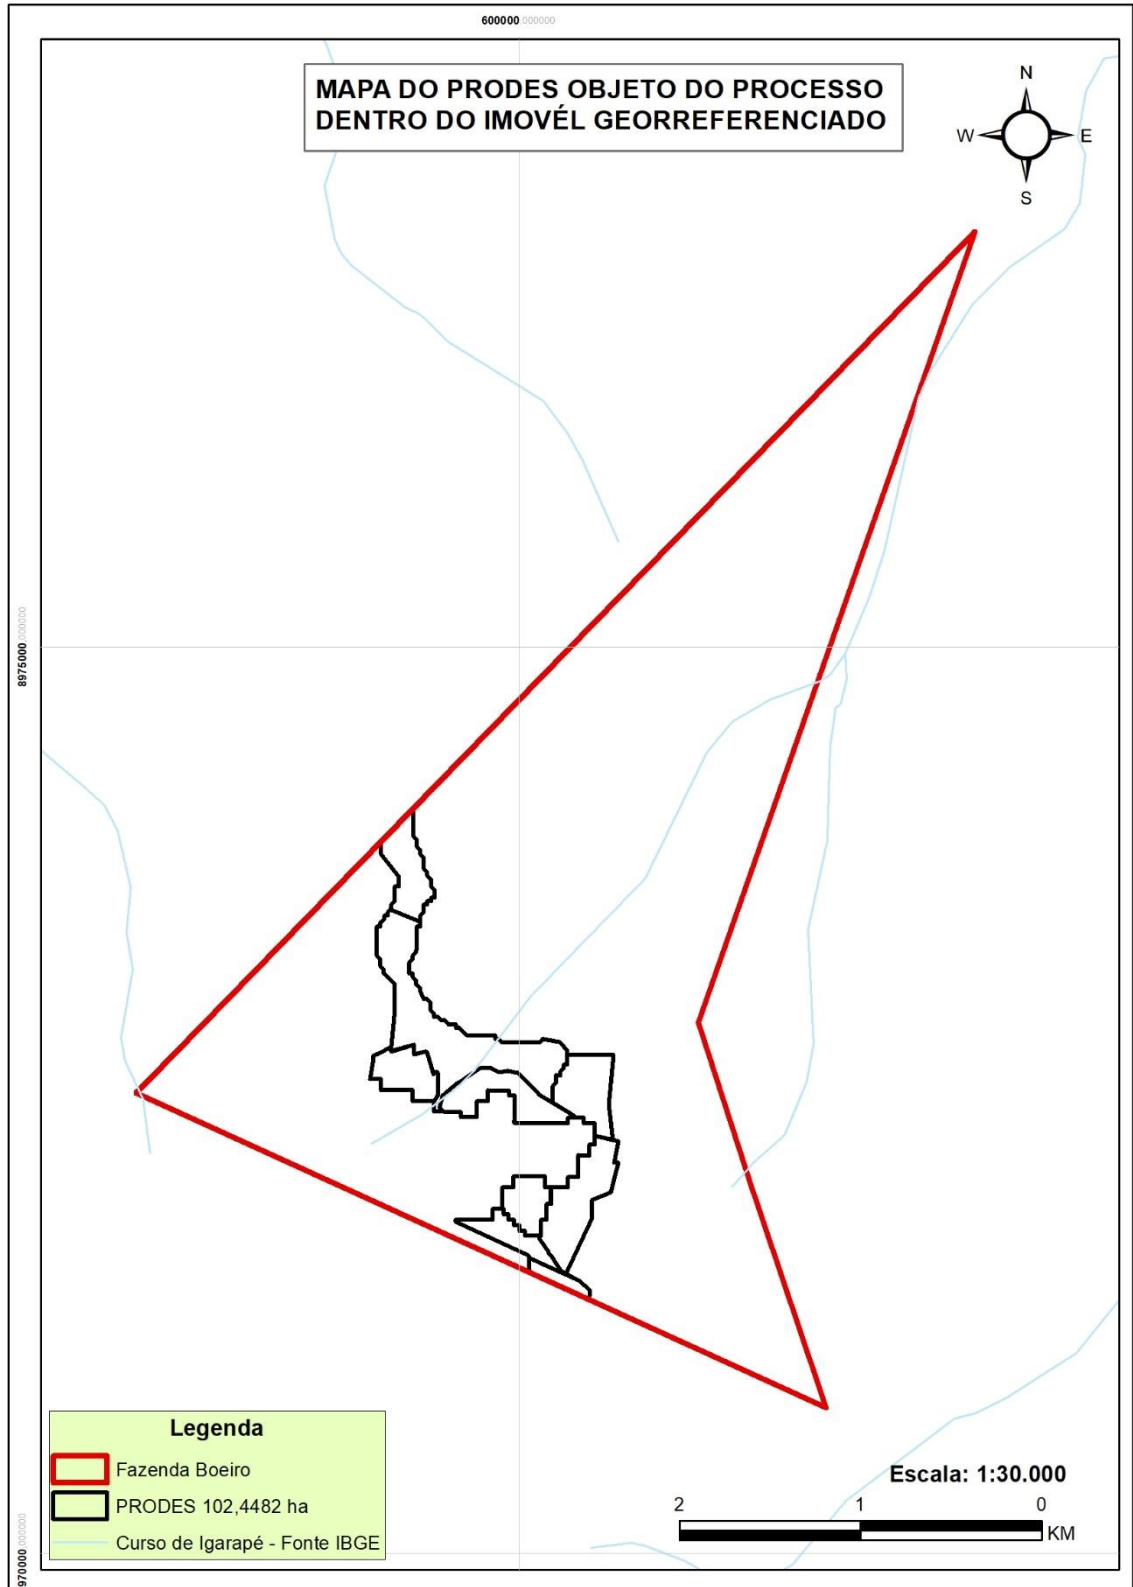 600000,000000
MAPA DO PRODES OBJETO DO PROCESSO
DENTRO DO IMOVÉL GEORREFERENCIADO
N
W
E
S
8975000,000000
Legenda
Fazenda Boeiro
PRODES 102,4482 ha
Curso de Igarapé - Fonte IBGE
Escala: 1:30.000
2 1 0
KM
970000,000000